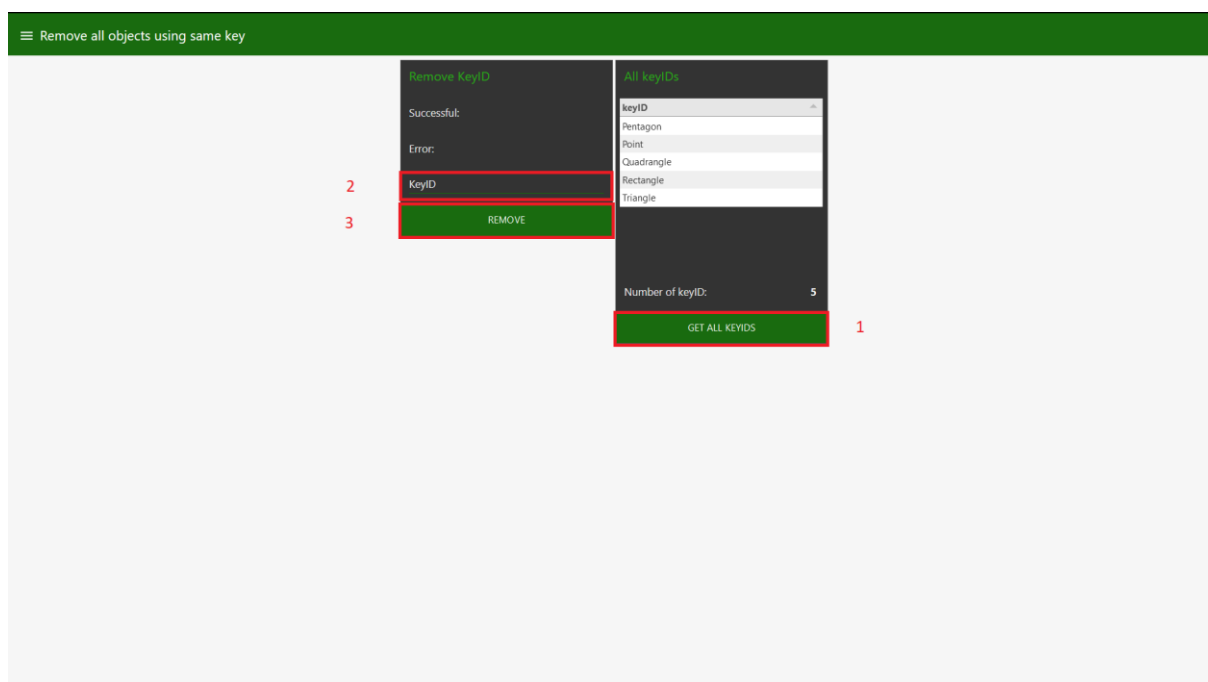 Remove all objects using same key
Remove KeyID
Successful:
Error:
2
KeyID
3
REMOVE
All keyIDs
keyID
Pentagon
Point
Quadrangle
Rectangle
Triangle
Number of keyID: 5
GET ALL KEYIDS
1